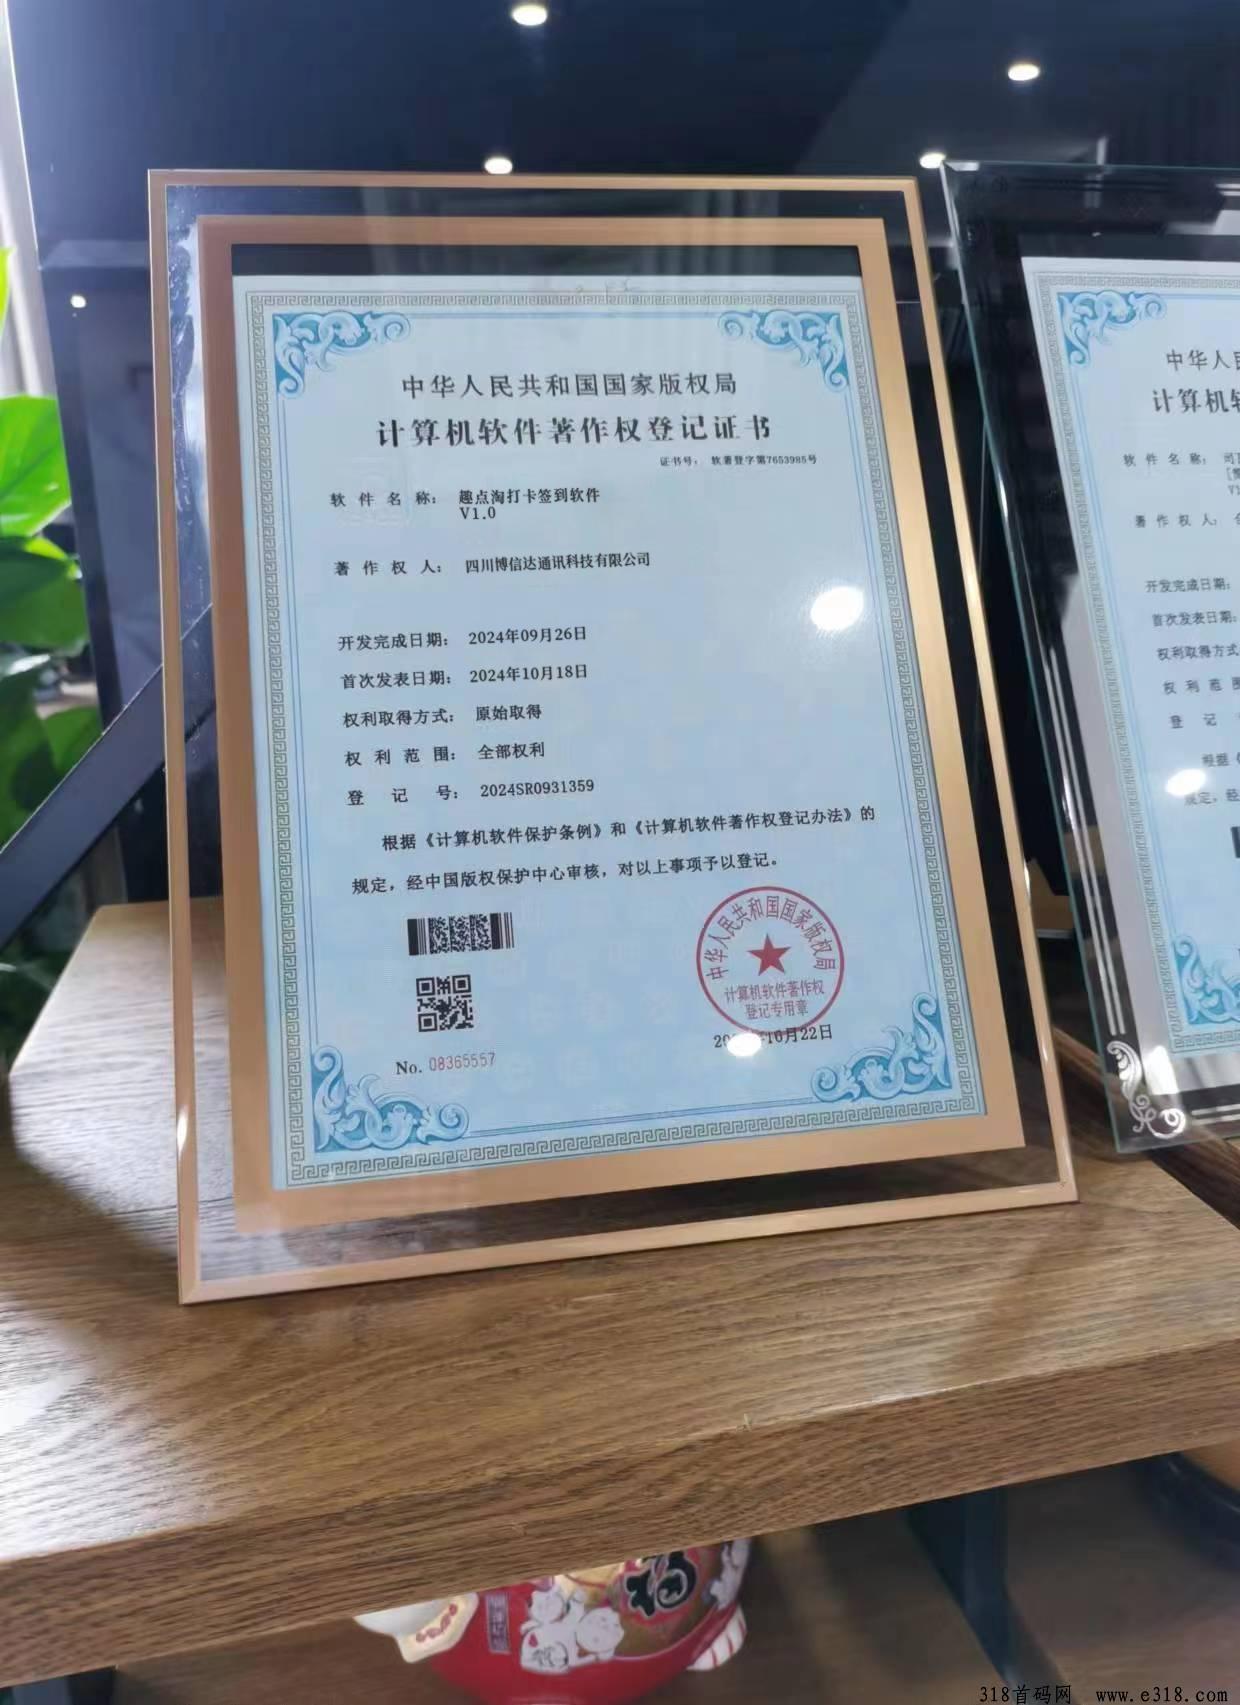 中华人民共和国国家版权局
计算机软件著作权登记证书
证书号： 软著登字第7653985号
软件名称： 趣点淘打卡签到软件
V1.0
著作权人： 四川博信达通讯科技有限公司
开发完成日期： 2024年09月26日
首次发表日期： 2024年10月18日
权利取得方式： 原始取得
权利范围： 全部权利
登记号： 2024SR0931359
根据《计算机软件保护条例》和《计算机软件著作权登记办法》的
规定，经中国版权保护中心审核，对以上事项予以登记。
中华人民共和国国家版权局
计算机软件著作权
登记专用章
10月22日
No. 08365557
中华人民
计算机软
软件名称：
著作权人：
开发完成日期：
首次发表日期：
权利取得方式
权利范围
登记
根据
规定，经
福
318首码网 www.e318.com